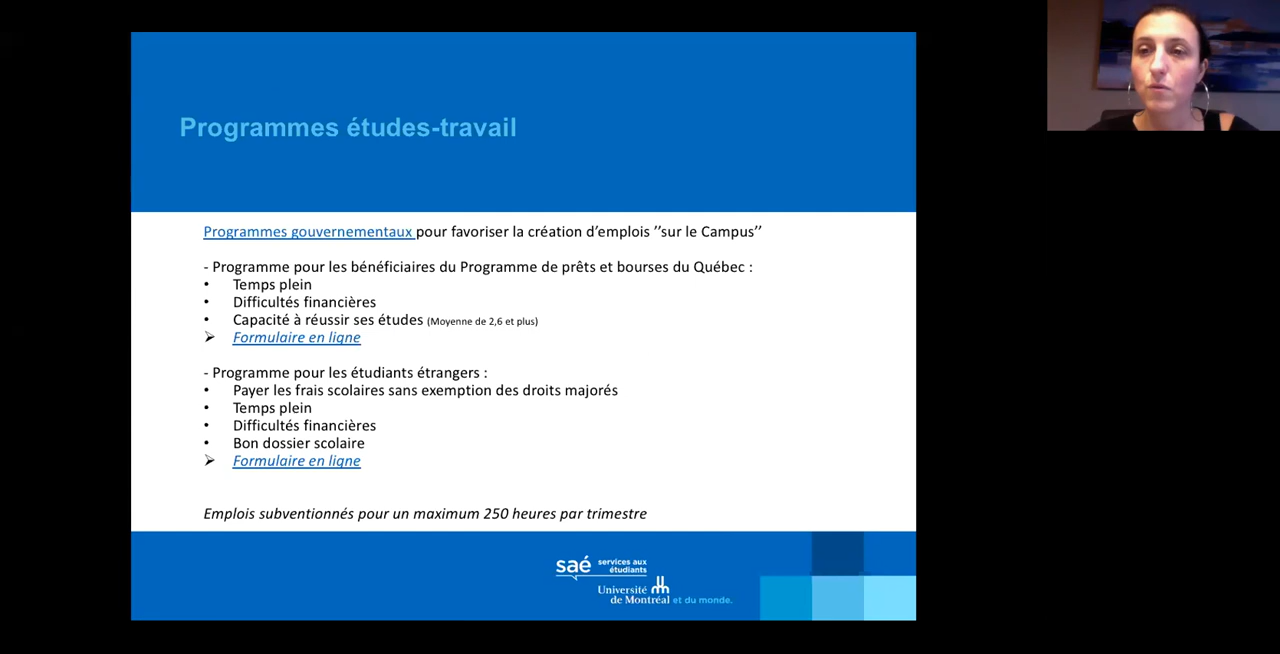 Programmes études-travail
Programmes gouvernementaux pour favoriser la création d’emplois ’’sur le Campus’’
- Programme pour les bénéficiaires du Programme de prêts et bourses du Québec :
• Temps plein
• Difficultés financières
• Capacité à réussir ses études (Moyenne de 2,6 et plus)
➢ Formulaire en ligne
- Programme pour les étudiants étrangers :
• Payer les frais scolaires sans exemption des droits majorés
• Temps plein
• Difficultés financières
• Bon dossier scolaire
➢ Formulaire en ligne
Emplois subventionnés pour un maximum 250 heures par trimestre
saé services aux
étudiants
Université
de Montréal et du monde.